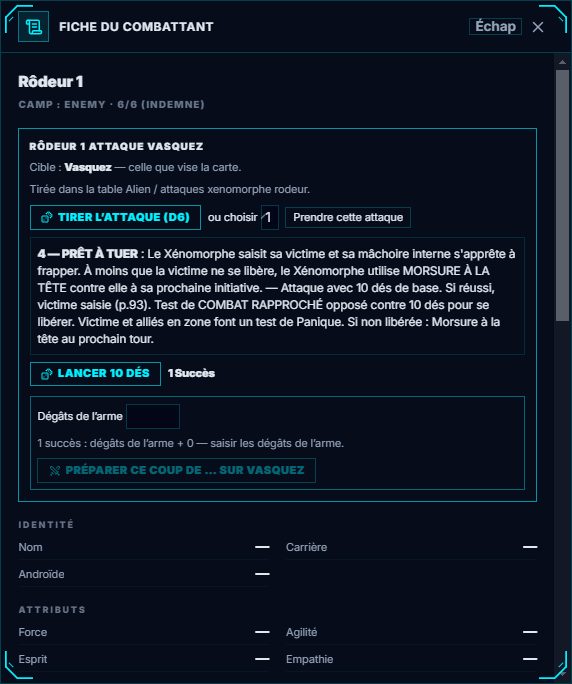 FICHE DU COMBATTANT
Échap
Rôdeur 1
CAMP : ENEMY · 6/6 (INDEMNE)
RÔDEUR 1 ATTAQUE VASQUEZ
Cible : Vasquez — celle que vise la carte.
Tirée dans la table Alien / attaques xenomorphe rodeur.
TIRER L'ATTAQUE (D6) ou choisir 1 Prendre cette attaque
4 — PRÊT À TUER : Le Xénomorphe saisit sa victime et sa mâchoire interne s'apprête à
frapper. À moins que la victime ne se libère, le Xénomorphe utilise MORSURE À LA
TÊTE contre elle à sa prochaine initiative. — Attaque avec 10 dés de base. Si réussi,
victime saisie (p.93). Test de COMBAT RAPPROCHÉ opposé contre 10 dés pour se
libérer. Victime et alliés en zone font un test de Panique. Si non libérée : Morsure à la
tête au prochain tour.
LANCER 10 DÉS 1 Succès
Dégâts de l'arme
1 succès : dégâts de l'arme + 0 — saisir les dégâts de l'arme.
PRÉPARER CE COUP DE ... SUR VASQUEZ
IDENTITÉ
Nom — Carrière —
Androïde —
ATTRIBUTS
Force — Agilité —
Esprit — Empathie —